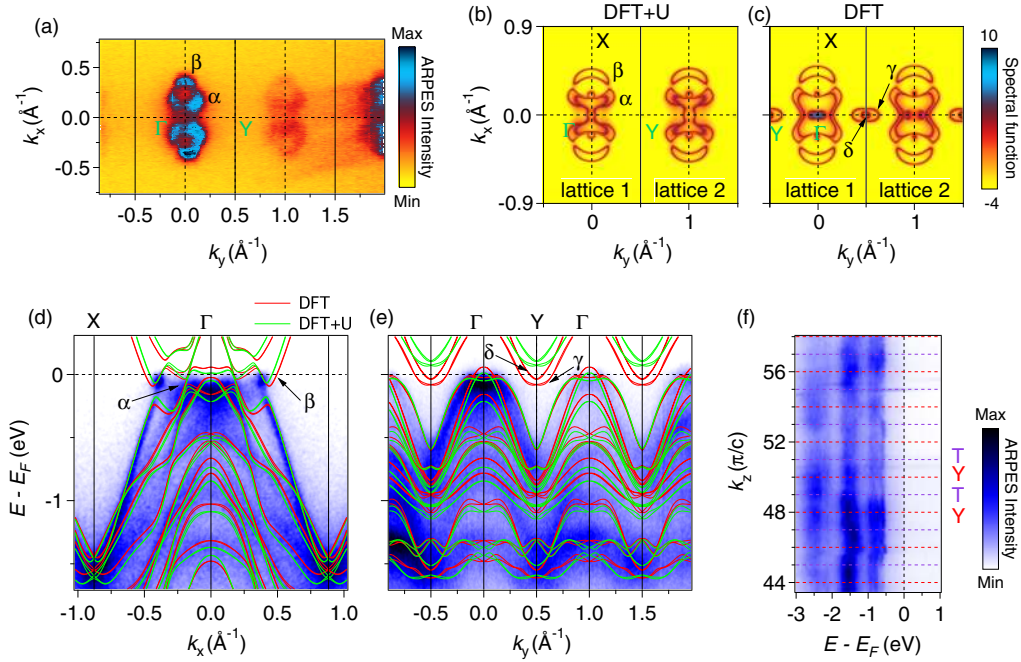 (a)
Max
ARPES Intensity
Min
β
α
Γ
Y
0.5
0.0
-0.5
k_x (Å⁻¹)
-0.5
0.0
0.5
1.0
1.5
k_y (Å⁻¹)
(b)
DFT+U
X
β
α
Γ
Y
lattice 1
lattice 2
0.9
0.0
-0.9
k_x (Å⁻¹)
0
1
k_y (Å⁻¹)
(c)
DFT
X
γ
δ
Y
Γ
lattice 1
lattice 2
0
1
k_y (Å⁻¹)
10
Spectral function
-4
(d)
X
Γ
DFT
DFT+U
α
β
0
-1
E - E_F (eV)
-1.0
-0.5
0.0
0.5
1.0
k_x (Å⁻¹)
(e)
Γ
Y
Γ
δ
γ
-0.5
0.0
0.5
1.0
1.5
k_y (Å⁻¹)
(f)
56
52
48
44
k_z (π/c)
T
Y
T
Y
-3
-2
-1
0
1
E - E_F (eV)
Max
ARPES Intensity
Min